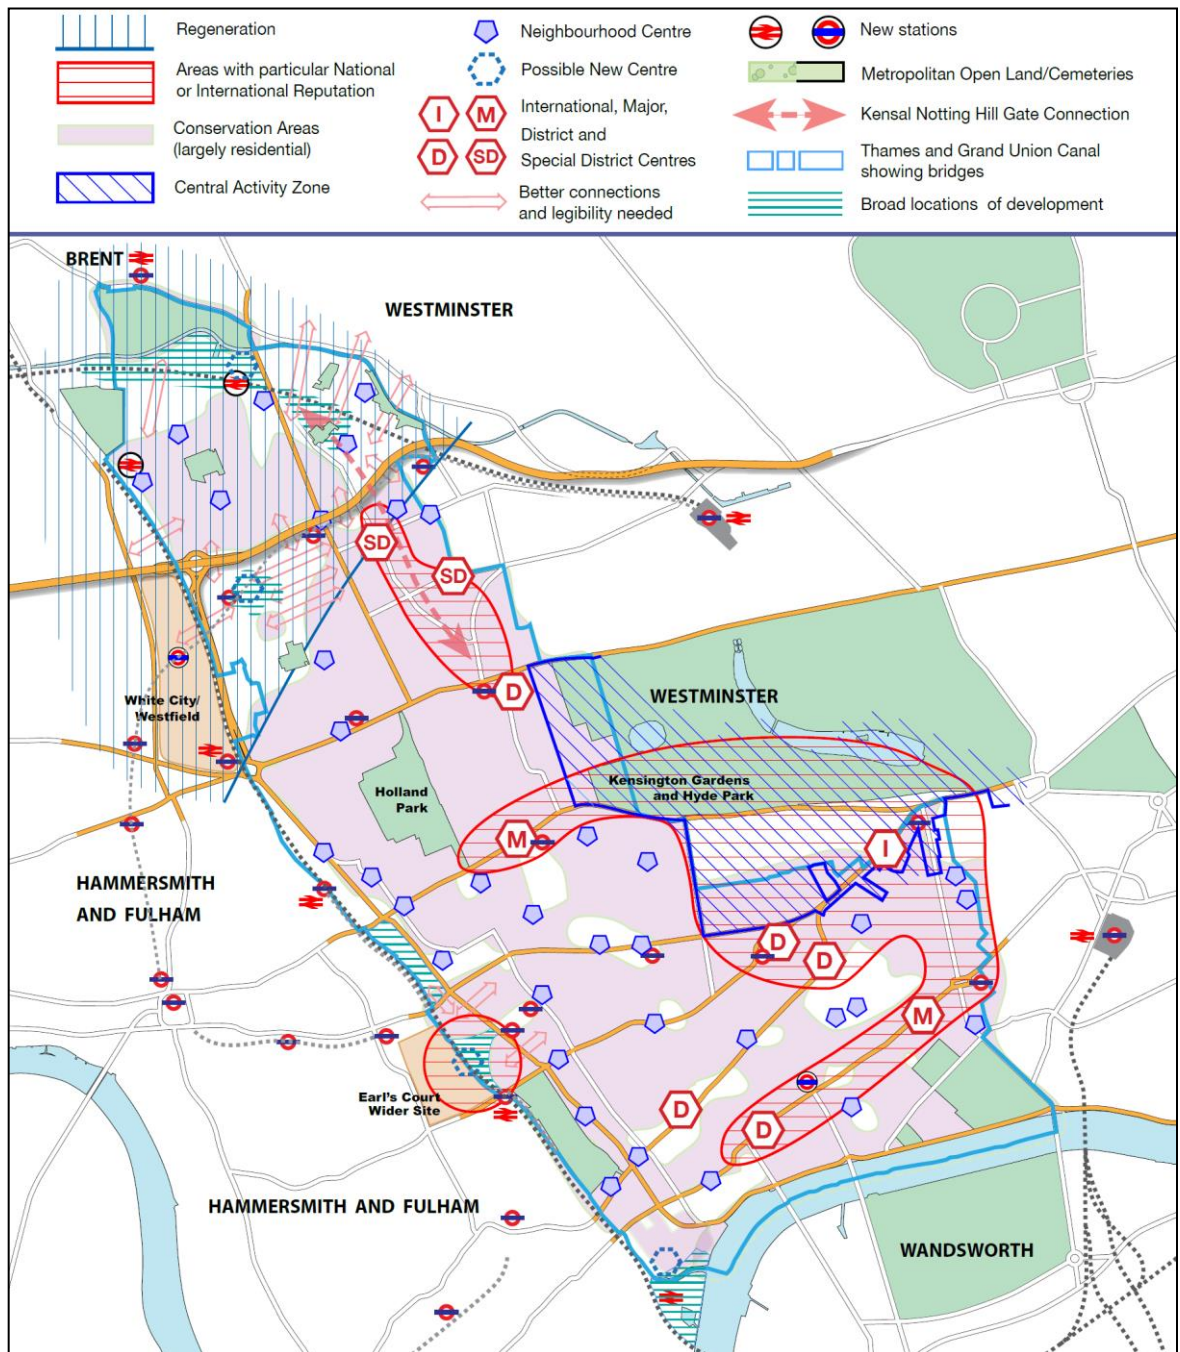 Regeneration
Areas with particular National
or International Reputation
Conservation Areas
(largely residential)
Central Activity Zone
Neighbourhood Centre
Possible New Centre
I
M
International, Major,
District and
D
SD
Special District Centres
Better connections
and legibility needed
New stations
Metropolitan Open Land/Cemeteries
Kensal Notting Hill Gate Connection
Thames and Grand Union Canal
showing bridges
Broad locations of development
BRENT
WESTMINSTER
SD
SD
D
WESTMINSTER
White City/
Westfield
Kensington Gardens
and Hyde Park
Holland
Park
M
I
HAMMERSMITH
AND FULHAM
D
D
M
Earl's Court
Wider Site
D
D
HAMMERSMITH AND FULHAM
WANDSWORTH